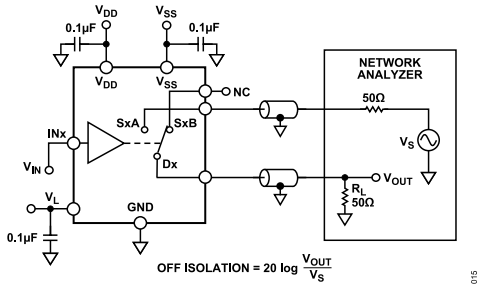 VDD
VSS
0.1µF
0.1µF
VDD
VSS
NC
NETWORK
ANALYZER
SxA
SxB
50Ω
INx
VS
VIN
Dx
VOUT
VL
GND
RL
50Ω
0.1µF
OFF ISOLATION = 20 log VOUT
VS
015